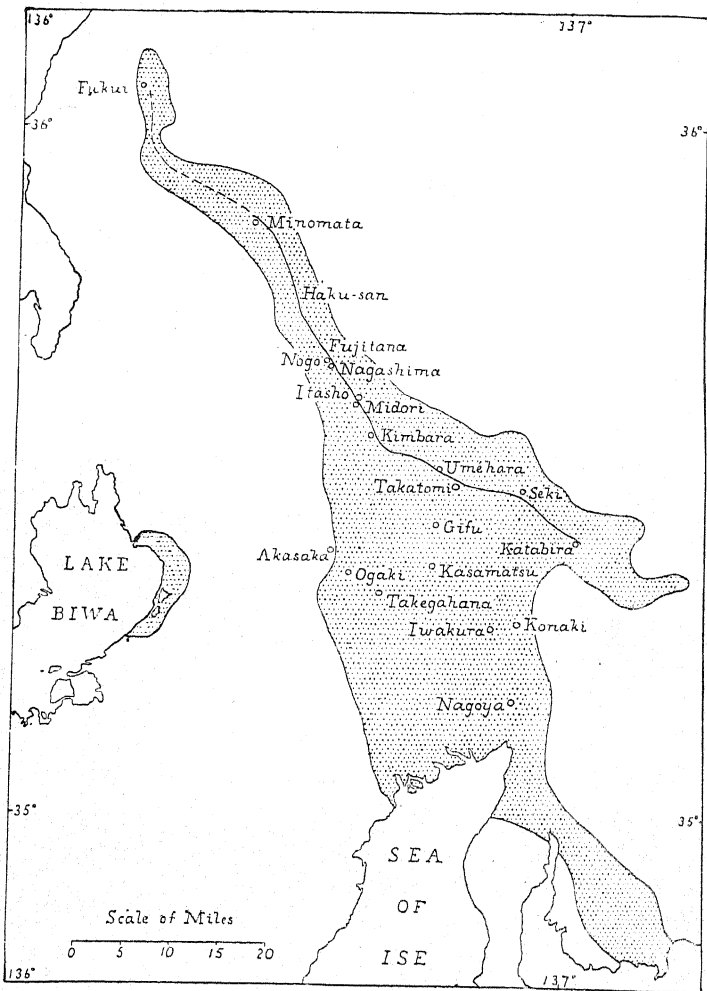 136°
137°
Fukui
36°
36°
Minomata
Haku-san
Fujitana
Nogo
Nagashima
Itasho
Midori
Kimbara
Umehara
Takatomi
Seki
Gifu
Katabira
Akasaka
Ogaki
Kasamatsu
Takegahana
Iwakura
Konaki
LAKE
BIWA
Nagoya
35°
35°
SEA
OF
ISE
Scale of Miles
0 5 10 15 20
136°
137°